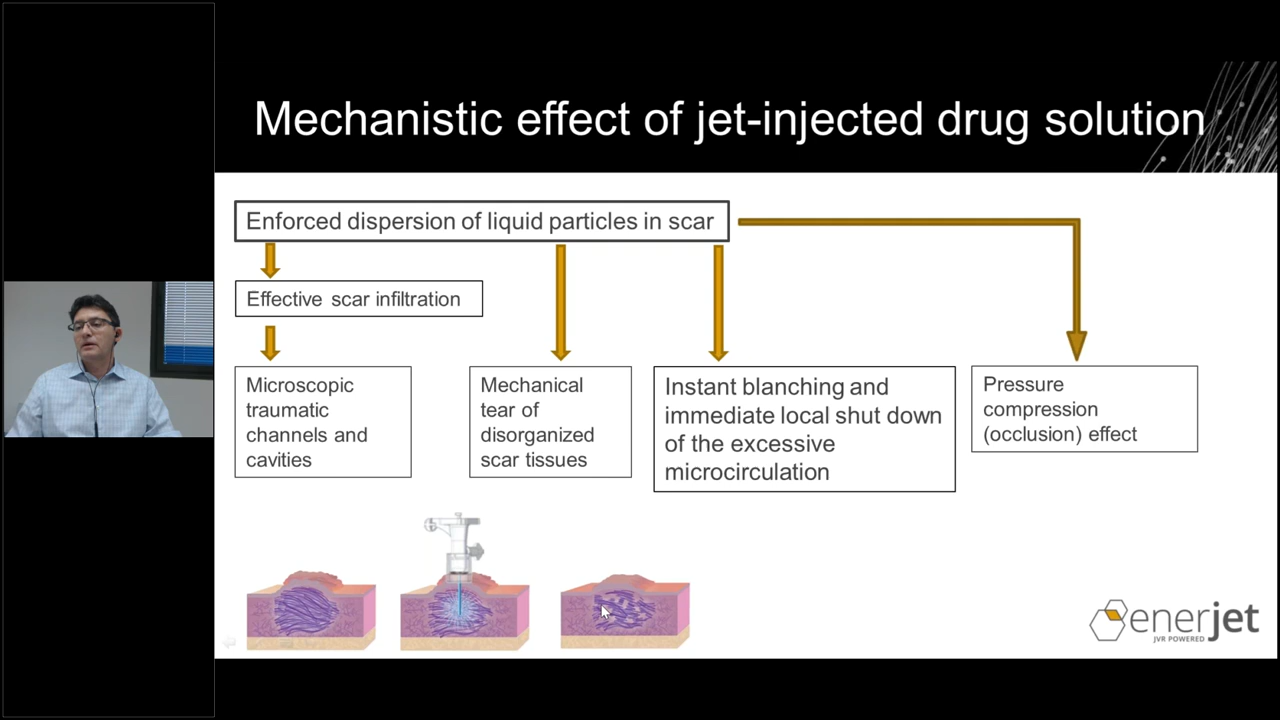 Mechanistic effect of jet-injected drug solution
Enforced dispersion of liquid particles in scar
Effective scar infiltration
Microscopic
traumatic
channels and
cavities
Mechanical
tear of
disorganized
scar tissues
Instant blanching and
immediate local shut down
of the excessive
microcirculation
Pressure
compression
(occlusion) effect
enerjet
JVR POWERED